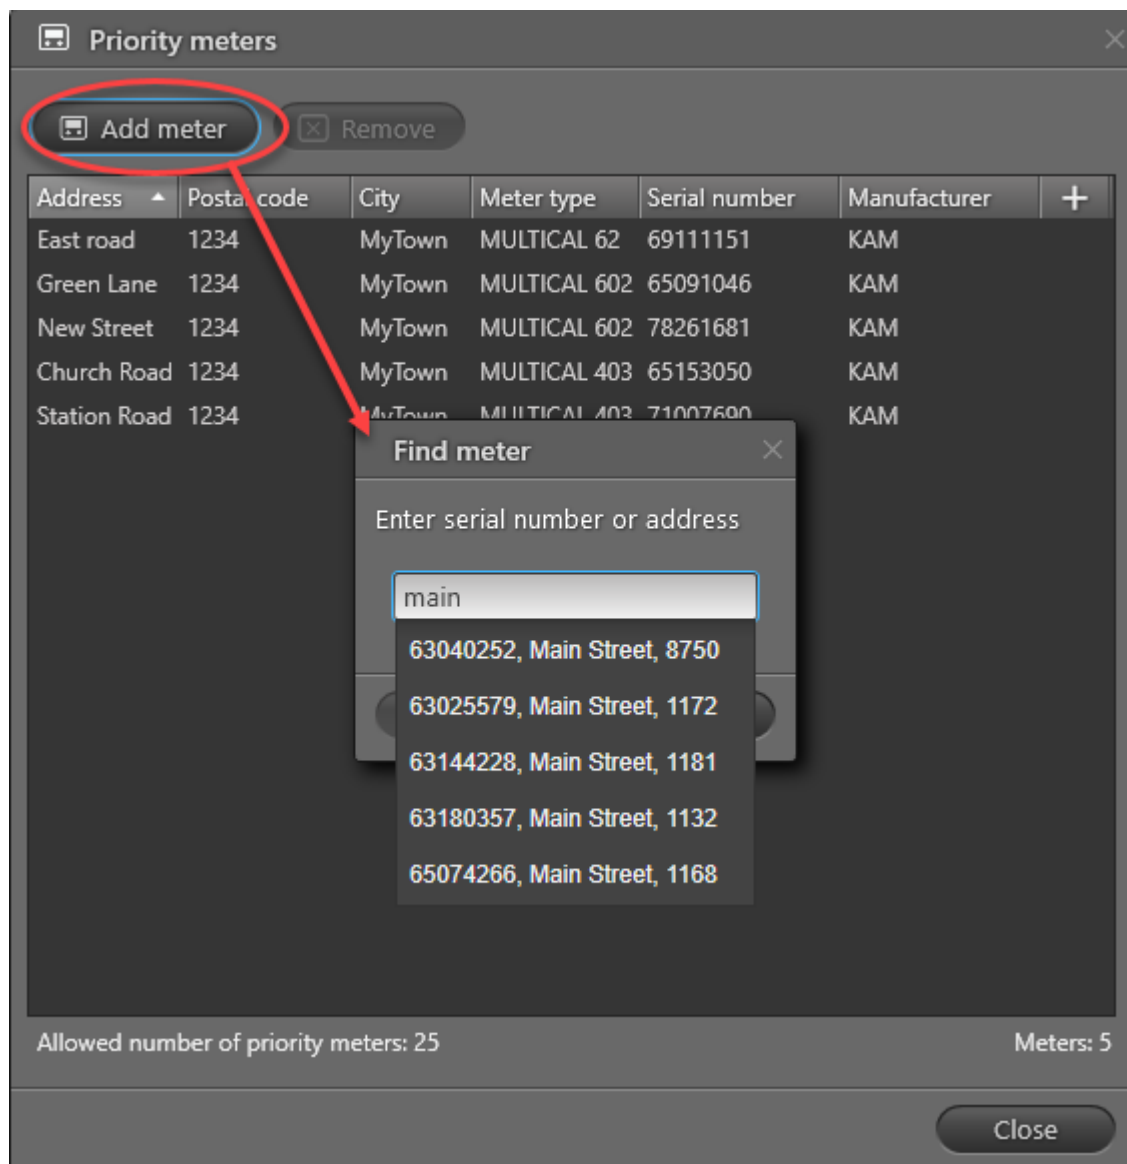 Priority meters
Add meter Remove
Address Postal code City Meter type Serial number Manufacturer +
East road 1234 MyTown MULTICAL 62 69111151 KAM
Green Lane 1234 MyTown MULTICAL 602 65091046 KAM
New Street 1234 MyTown MULTICAL 602 78261681 KAM
Church Road 1234 MyTown MULTICAL 403 65153050 KAM
Station Road 1234 MyTown MULTICAL 403 71007690 KAM
Find meter
Enter serial number or address
main
63040252, Main Street, 8750
63025579, Main Street, 1172
63144228, Main Street, 1181
63180357, Main Street, 1132
65074266, Main Street, 1168
Allowed number of priority meters: 25 Meters: 5
Close